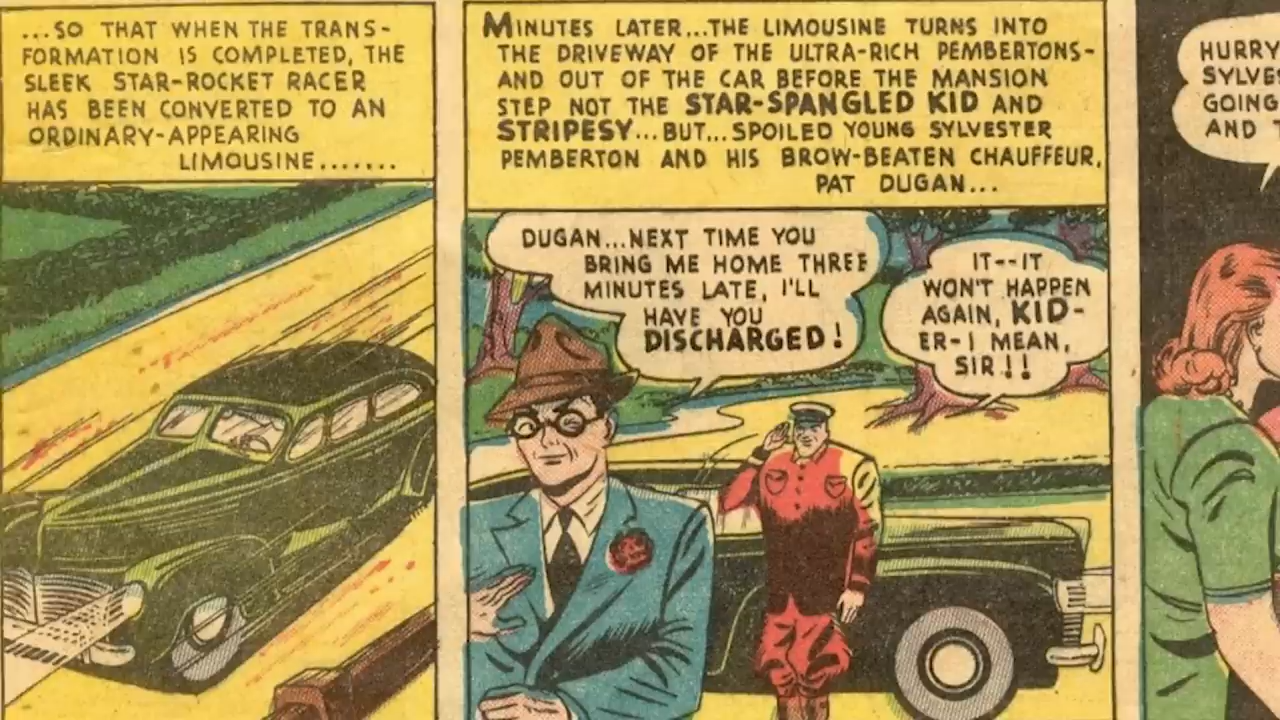 ...SO THAT WHEN THE TRANS-
FORMATION IS COMPLETED, THE
SLEEK STAR-ROCKET RACER
HAS BEEN CONVERTED TO AN
ORDINARY-APPEARING
LIMOUSINE.......
MINUTES LATER...THE LIMOUSINE TURNS INTO
THE DRIVEWAY OF THE ULTRA-RICH PEMBERTONS-
AND OUT OF THE CAR BEFORE THE MANSION
STEP NOT THE STAR-SPANGLED KID AND
STRIPESY...BUT...SPOILED YOUNG SYLVESTER
PEMBERTON AND HIS BROW-BEATEN CHAUFFEUR,
PAT DUGAN...
DUGAN...NEXT TIME YOU
BRING ME HOME THREE
MINUTES LATE, I'LL
HAVE YOU
DISCHARGED!
IT--IT
WON'T HAPPEN
AGAIN, KID-
ER-I MEAN,
SIR!!
HURRY
SYLVES
GOING
AND T